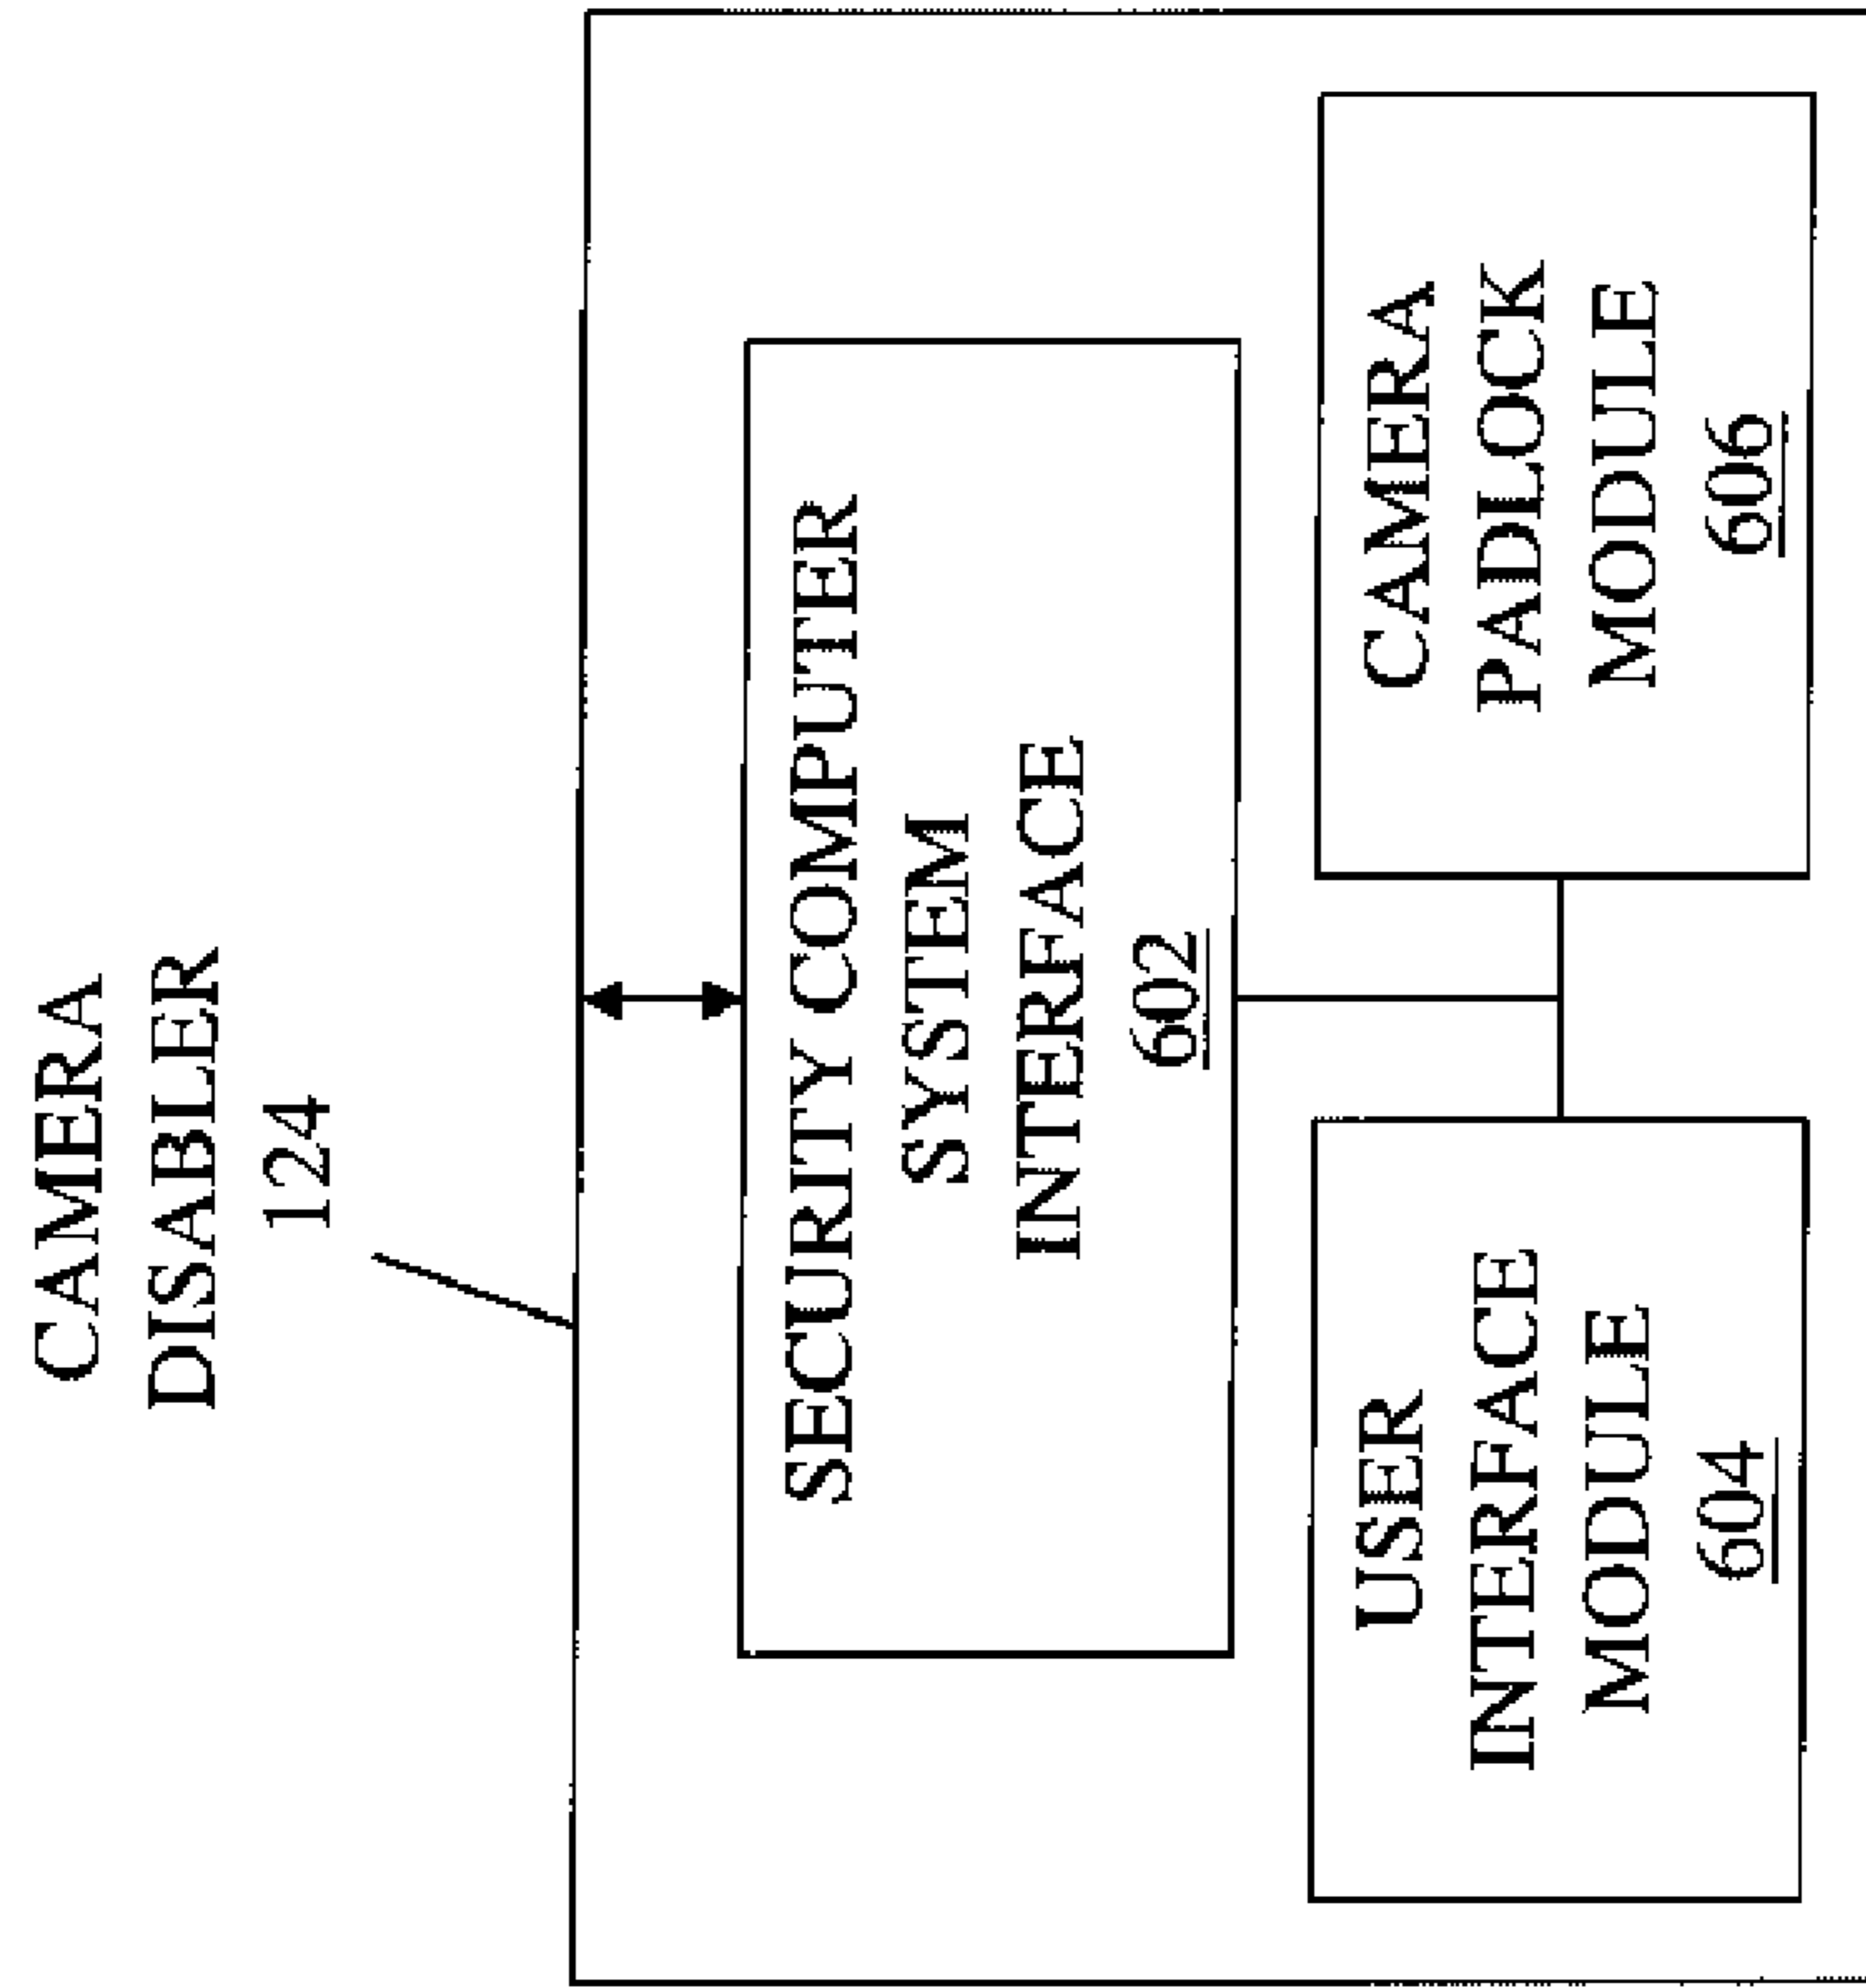 CAMERA
DISABLER
124
SECURITY COMPUTER
SYSTEM
INTERFACE
602
USER
INTERFACE
MODULE
604
CAMERA
PADLOCK
MODULE
606